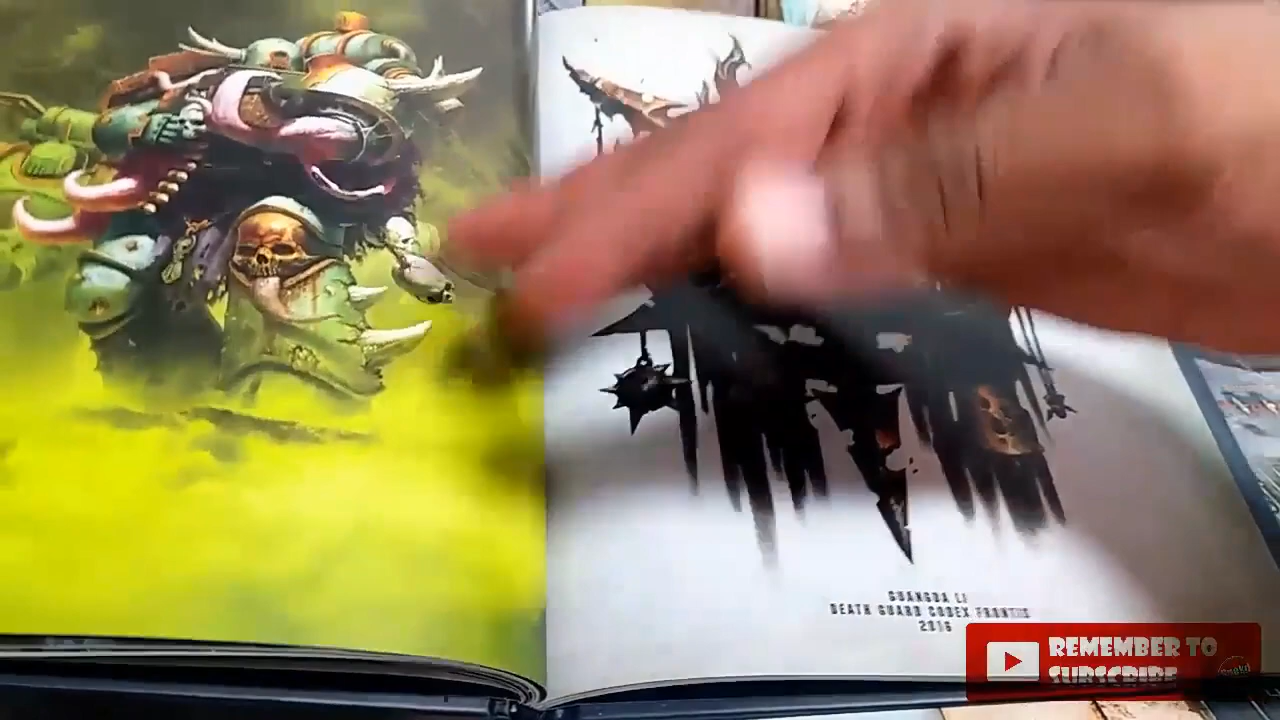 GUANGDA LI
DEATH GUARD CODEX FRONTIS
2016
REMEMBER TO
SUBSCRIBE